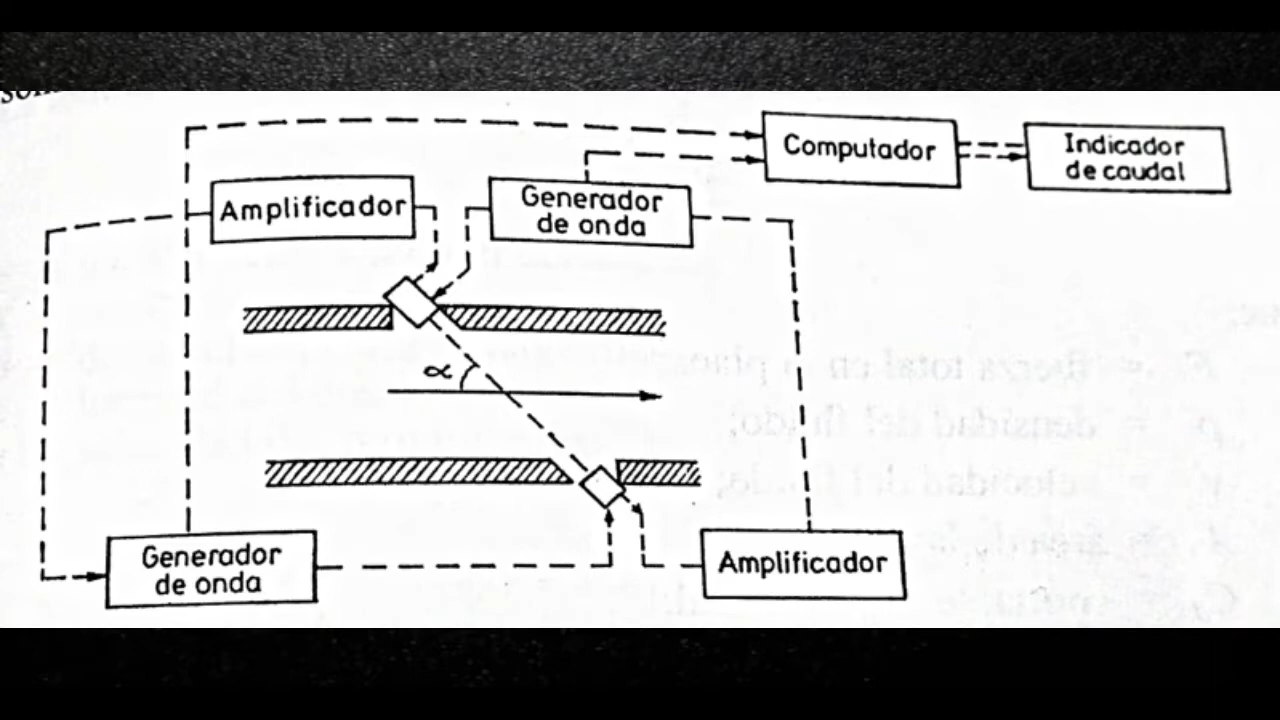 Computador
Indicador
de caudal
Amplificador
Generador
de onda
α
Generador
de onda
Amplificador